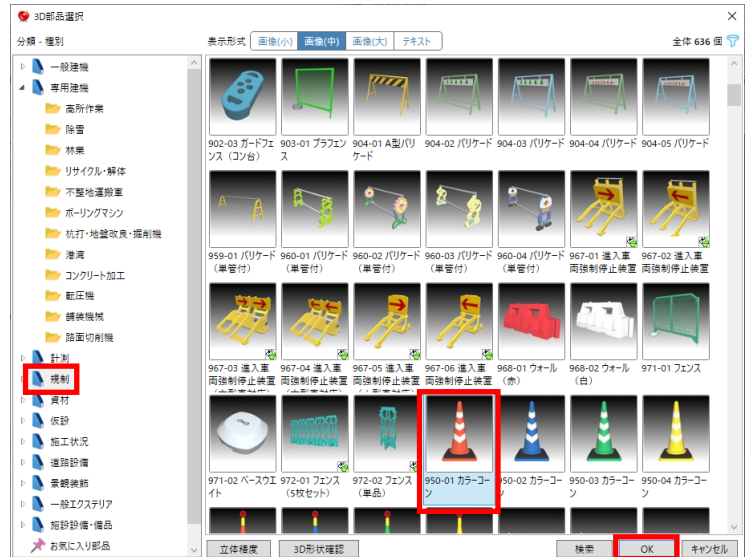 3D部品選択
分類 - 種別
表示形式 画像(小) 画像(中) 画像(大) テキスト
全体 636 個
一般建機
専用建機
高所作業
除雪
林業
リサイクル・解体
不整地運搬車
ボーリングマシン
杭打・地盤改良・掘削機
港湾
コンクリート加工
転圧機
舗装機械
路面切削機
計測
規制
資材
仮設
施工状況
道路設備
景観装飾
一般エクステリア
施設設備・備品
お気に入り部品
902-03 ガードフェ
ンス（コン台）
903-01 プラフェン
ス
904-01 A型バリ
ケード
904-02 バリケード
904-03 バリケード
904-04 バリケード
904-05 バリケード
959-01 バリケード
（単管付）
960-01 バリケード
（単管付）
960-02 バリケード
（単管付）
960-03 バリケード
（単管付）
960-04 バリケード
（単管付）
967-01 進入車
両強制停止装置
967-02 進入車
両強制停止装置
967-03 進入車
両強制停止装置
967-04 進入車
両強制停止装置
967-05 進入車
両強制停止装置
967-06 進入車
両強制停止装置
968-01 ウォール
（赤）
968-02 ウォール
（白）
971-01 フェンス
971-02 ベースウエ
イト
972-01 フェンス
（5枚セット）
972-02 フェンス
（単品）
950-01 カラーコー
ン
950-02 カラーコー
ン
950-03 カラーコー
ン
950-04 カラーコー
ン
立体精度 3D形状確認 検索 OK キャンセル